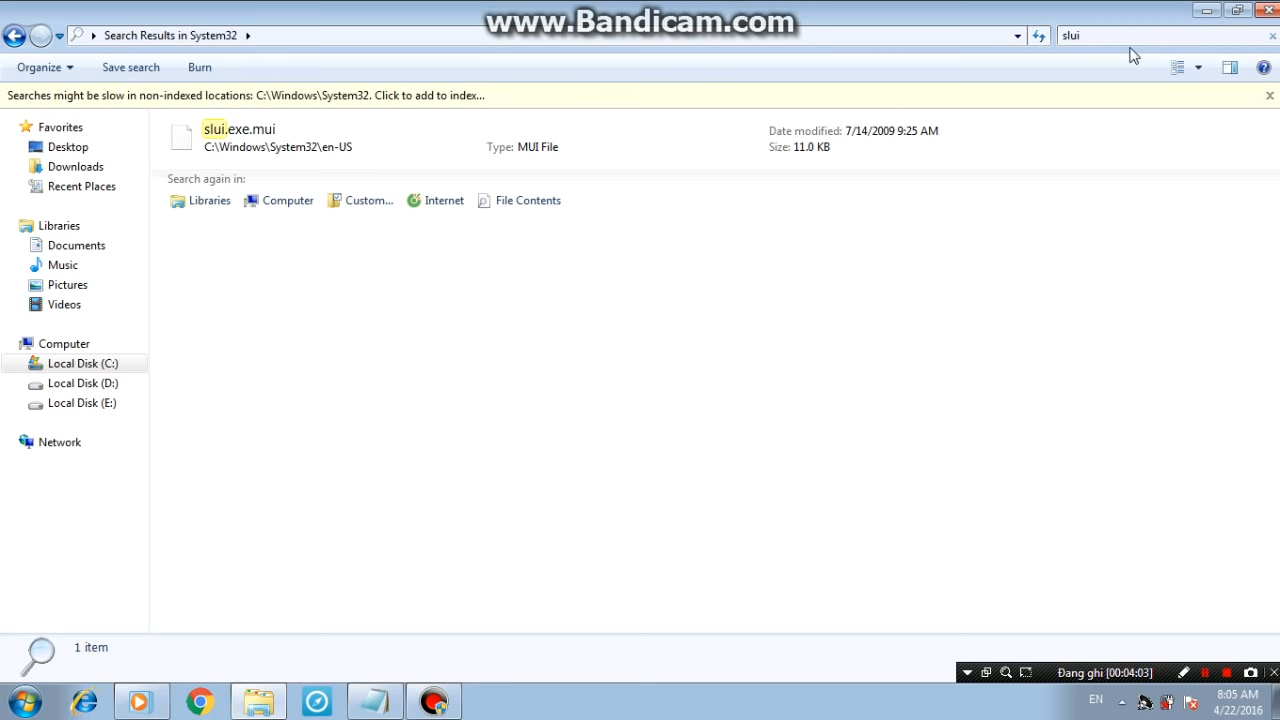 www.Bandicam.com
Search Results in System32
slui
Organize
Save search
Burn
Searches might be slow in non-indexed locations: C:\Windows\System32. Click to add to index...
Favorites
Desktop
Downloads
Recent Places
Libraries
Documents
Music
Pictures
Videos
Computer
Local Disk (C:)
Local Disk (D:)
Local Disk (E:)
Network
slui.exe.mui
C:\Windows\System32\en-US
Type: MUI File
Date modified: 7/14/2009 9:25 AM
Size: 11.0 KB
Search again in:
Libraries
Computer
Custom...
Internet
File Contents
1 item
Đang ghi [00:04:03]
EN
8:05 AM
4/22/2016